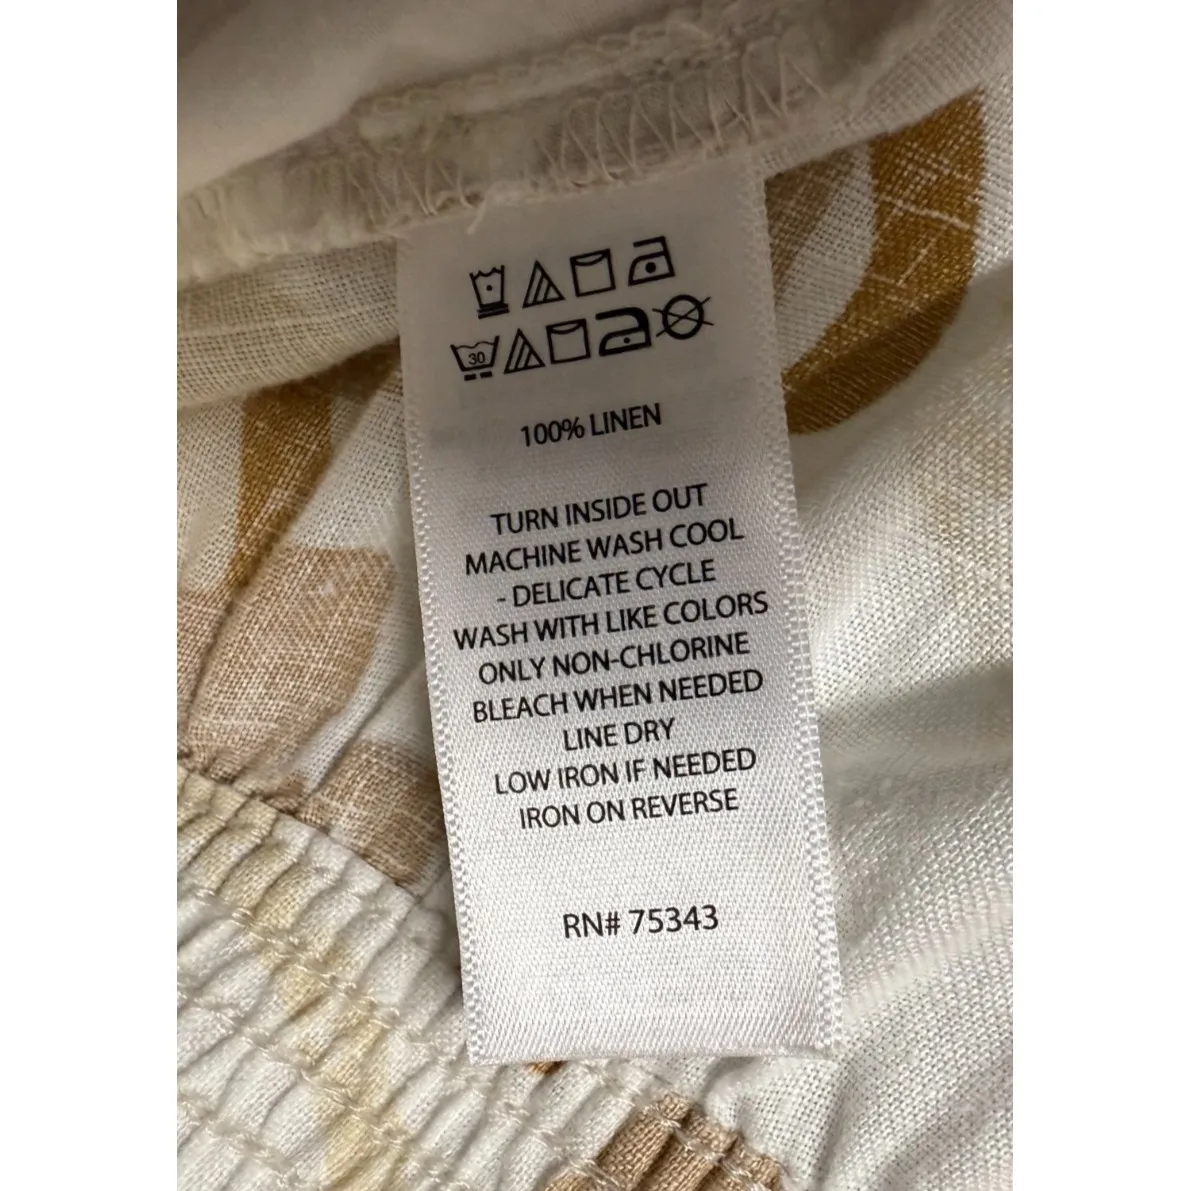 30
100% LINEN
TURN INSIDE OUT
MACHINE WASH COOL
- DELICATE CYCLE
WASH WITH LIKE COLORS
ONLY NON-CHLORINE
BLEACH WHEN NEEDED
LINE DRY
LOW IRON IF NEEDED
IRON ON REVERSE
RN# 75343